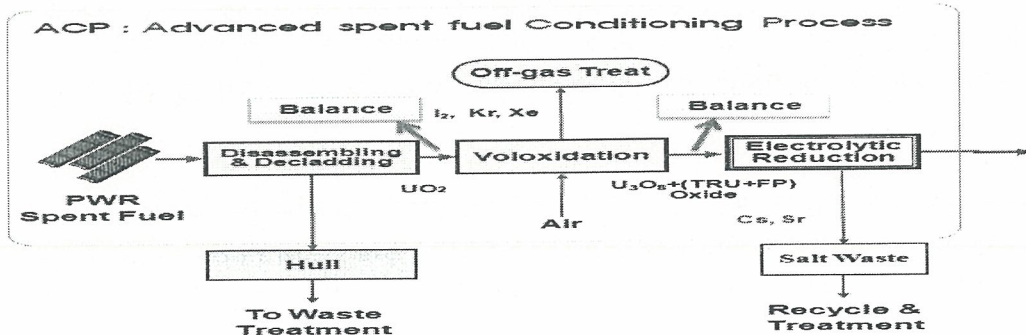 ACP : Advanced spent fuel Conditioning Process
Off-gas Treat
Balance
I₂, Kr, Xe
Balance
Disassembling
& Decladding
Voloxidation
Electrolytic
Reduction
PWR
Spent Fuel
UO₂
Air
U₃O₈+(TRU+FP)
Oxide
Cs, Sr
Hull
Salt Waste
To Waste
Treatment
Recycle &
Treatment